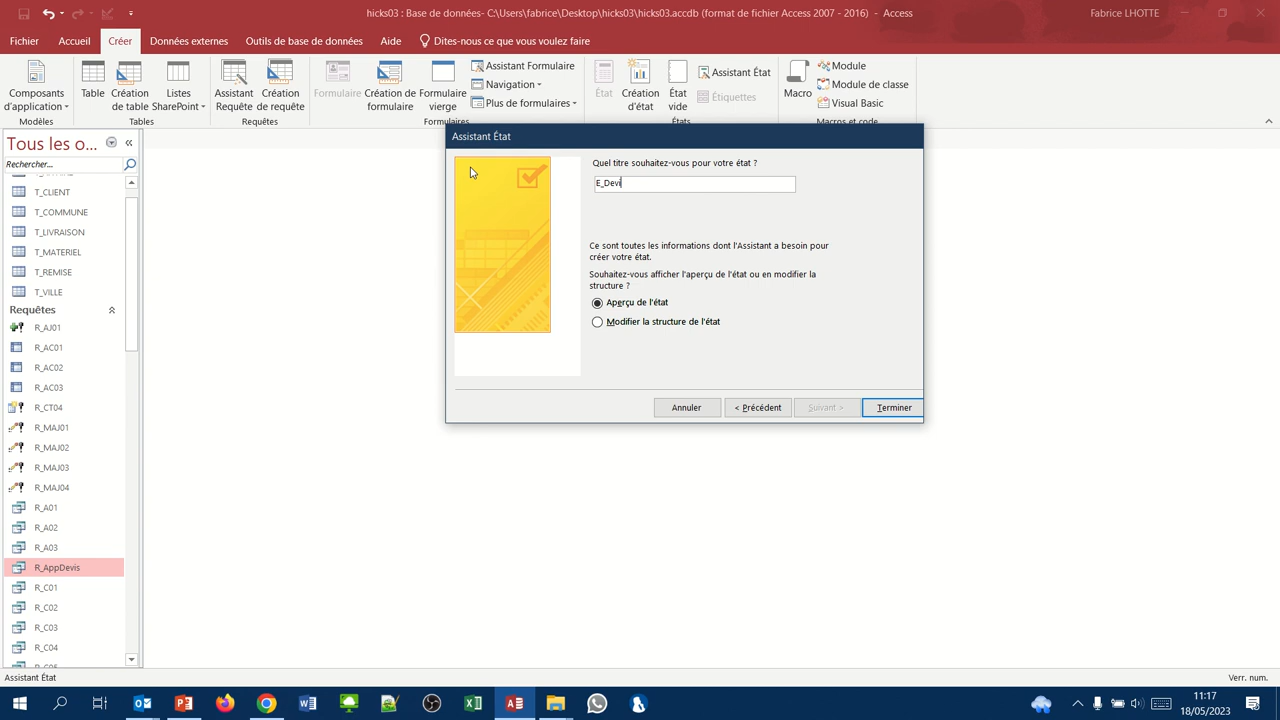 hicks03 : Base de données- C:\Users\fabrice\Desktop\hicks03\hicks03.accdb (format de fichier Access 2007 - 2016) - Access
Fabrice LHOTTE
Fichier
Accueil
Créer
Données externes
Outils de base de données
Aide
Dites-nous ce que vous voulez faire
Composants
d'application
Modèles
Table
Création
de table
Listes
SharePoint
Tables
Assistant
Requête
Création
de requête
Requêtes
Formulaire
Création de
formulaire
Formulaire
vierge
Assistant Formulaire
Navigation
Plus de formulaires
Formulaires
État
Création
d'état
État
vide
Assistant État
Étiquettes
États
Macro
Module
Module de classe
Visual Basic
Macros et code
Tous les o...
Rechercher...
T_CLIENT
T_COMMUNE
T_LIVRAISON
T_MATERIEL
T_REMISE
T_VILLE
Requêtes
R_AJ01
R_AC01
R_AC02
R_AC03
R_CT04
R_MAJ01
R_MAJ02
R_MAJ03
R_MAJ04
R_A01
R_A02
R_A03
R_AppDevis
R_C01
R_C02
R_C03
R_C04
Assistant État
Quel titre souhaitez-vous pour votre état ?
E_Devi
Ce sont toutes les informations dont l'Assistant a besoin pour
créer votre état.
Souhaitez-vous afficher l'aperçu de l'état ou en modifier la
structure ?
Aperçu de l'état
Modifier la structure de l'état
Annuler
< Précédent
Suivant >
Terminer
Assistant État
Verr. num.
11:17
18/05/2023